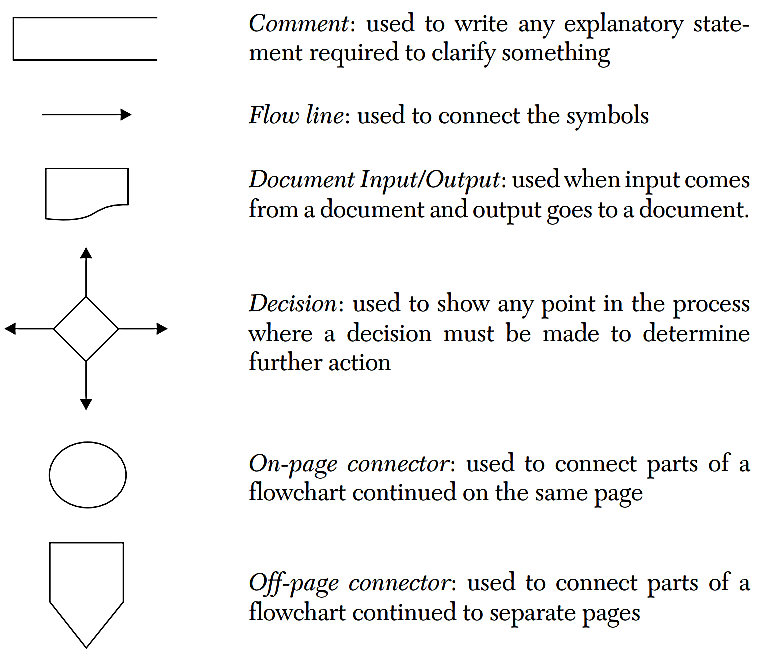 Comment: used to write any explanatory state-
ment required to clarify something
Flow line: used to connect the symbols
Document Input/Output: used when input comes
from a document and output goes to a document.
Decision: used to show any point in the process
where a decision must be made to determine
further action
On-page connector: used to connect parts of a
flowchart continued on the same page
Off-page connector: used to connect parts of a
flowchart continued to separate pages